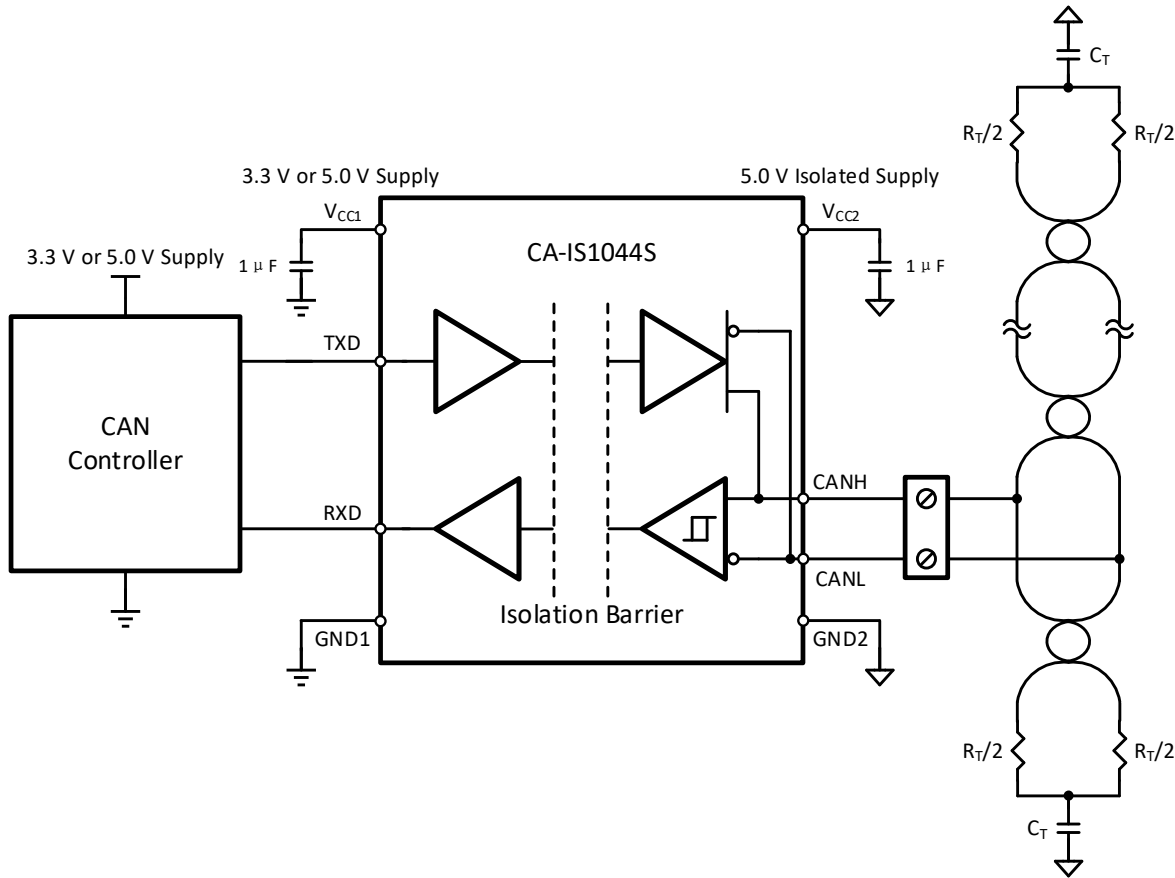 C_T
R_T/2
R_T/2
3.3 V or 5.0 V Supply
5.0 V Isolated Supply
V_CC1
V_CC2
CA-IS1044S
3.3 V or 5.0 V Supply
1 μF
1 μF
TXD
CAN
Controller
CANH
RXD
CANL
Isolation Barrier
GND1
GND2
R_T/2
R_T/2
C_T